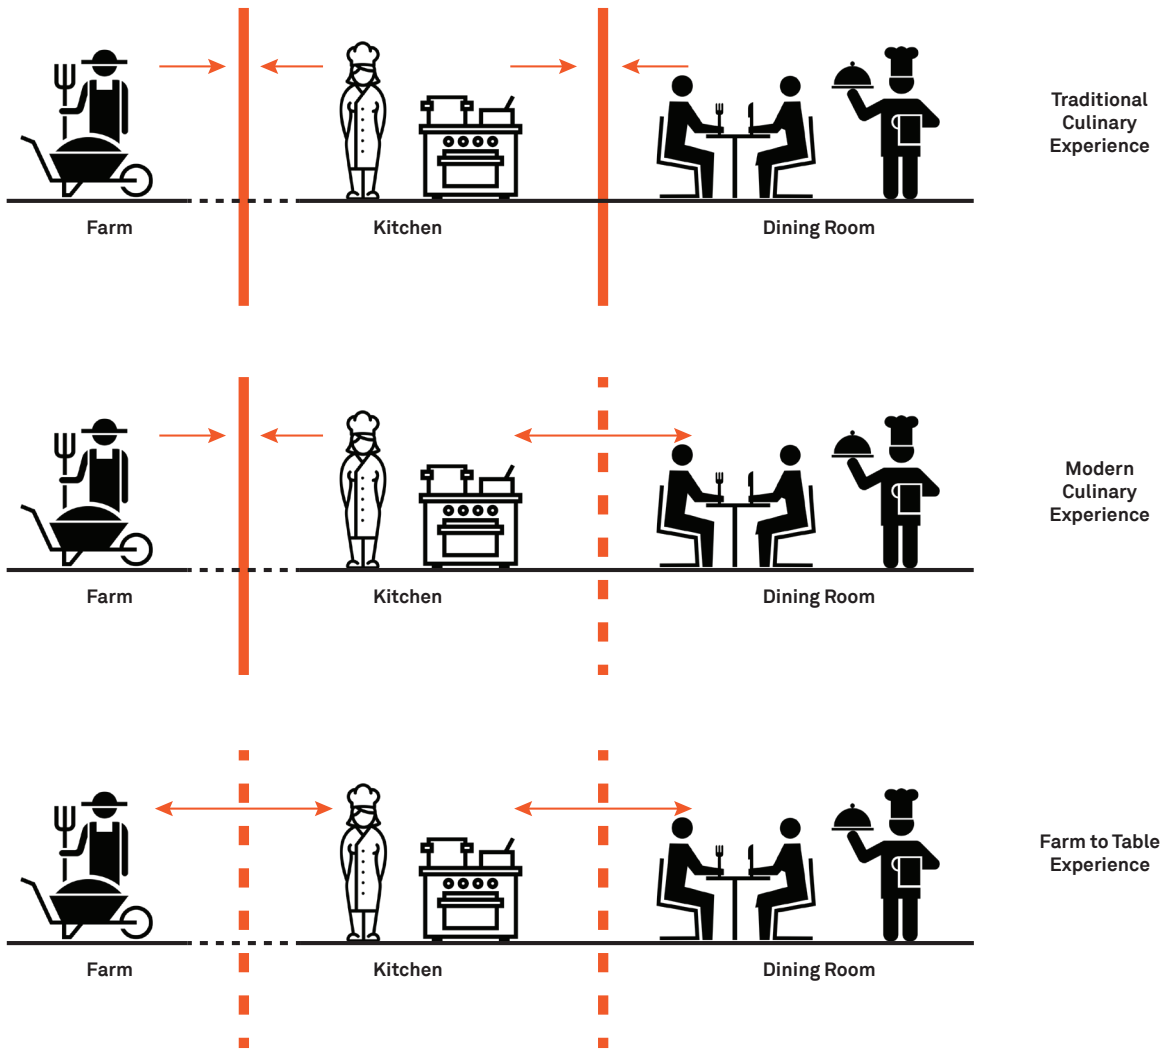 Traditional
Culinary
Experience
Farm
Kitchen
Dining Room
Modern
Culinary
Experience
Farm
Kitchen
Dining Room
Farm to Table
Experience
Farm
Kitchen
Dining Room